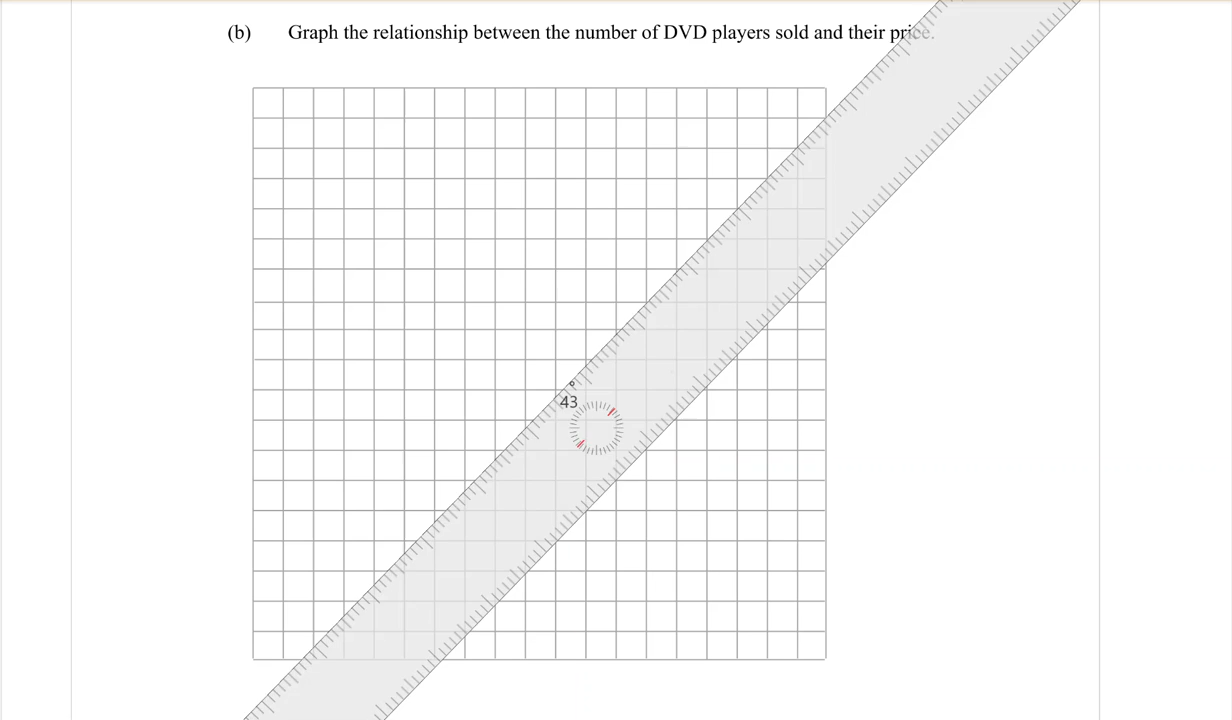 (b) Graph the relationship between the number of DVD players sold and their price.
43°